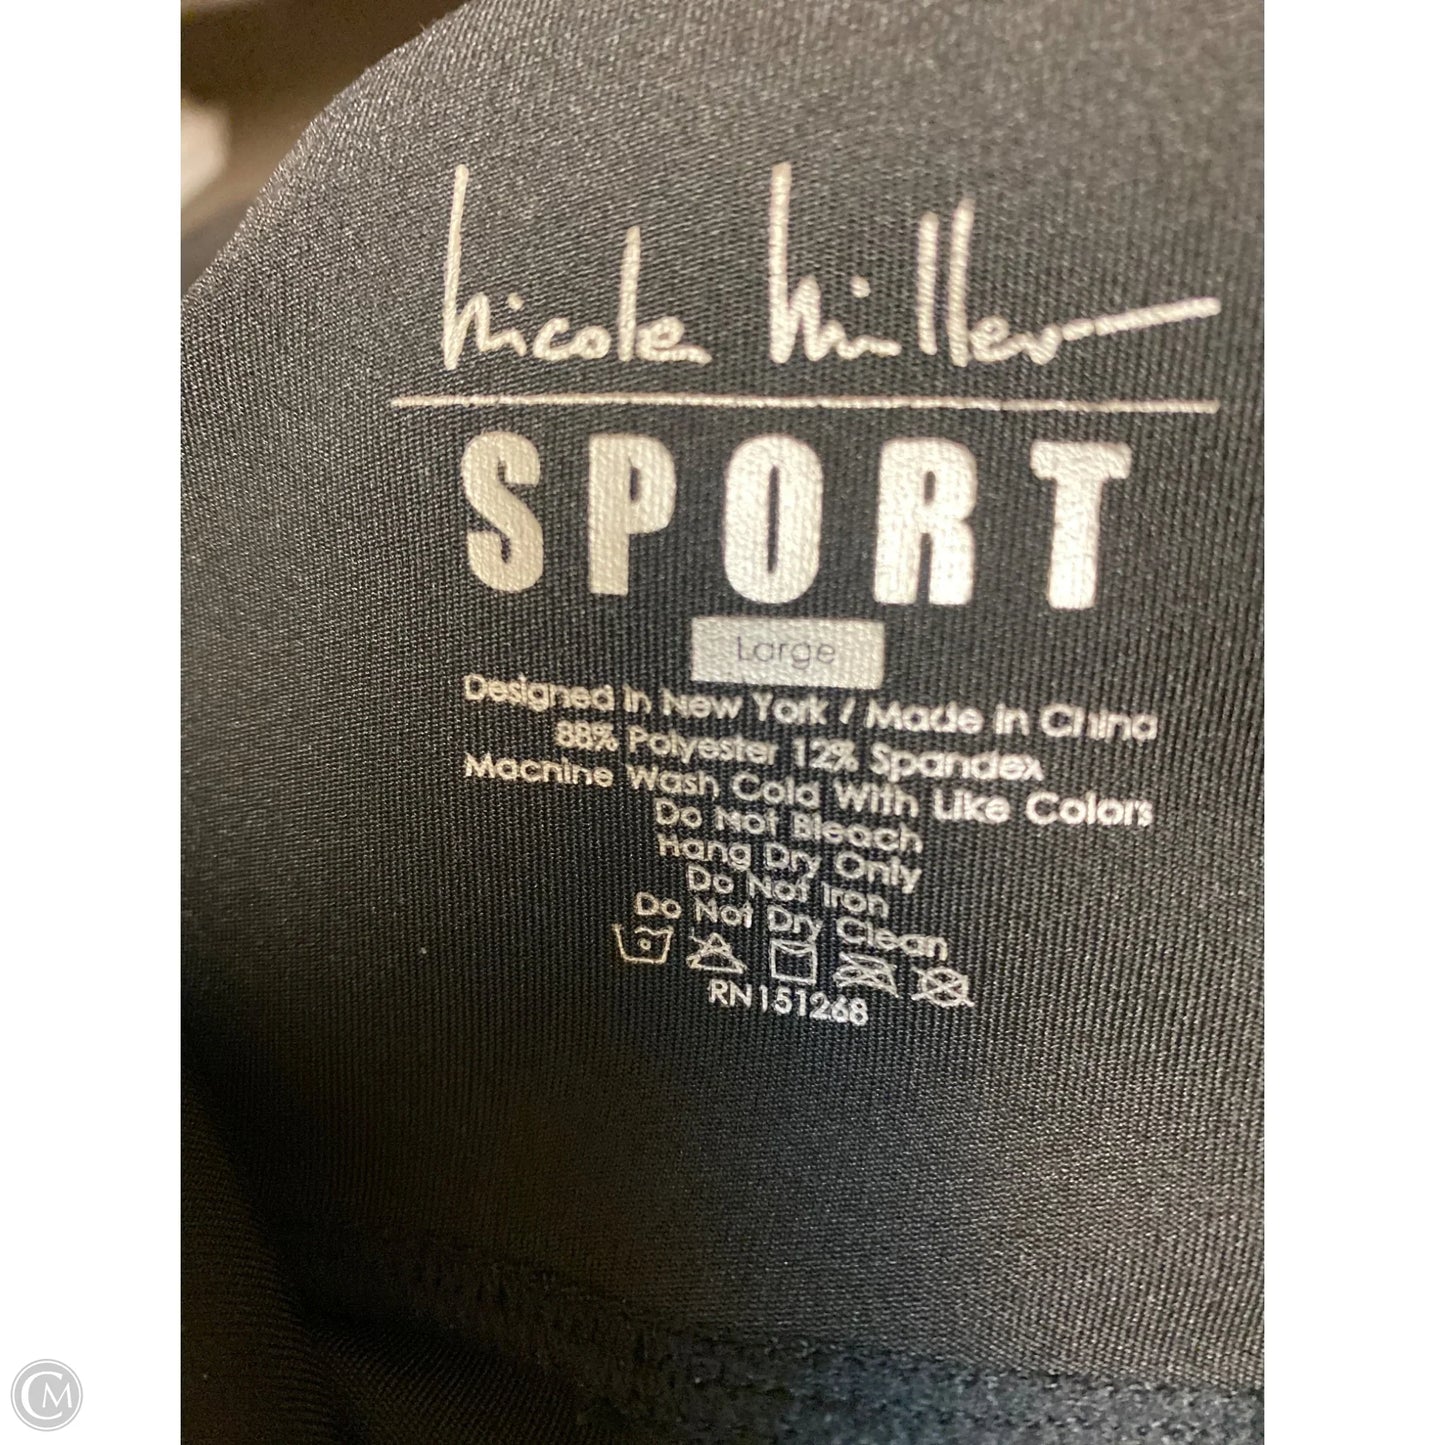 Nicole Miller
SPORT
Large
Designed in New York / Made in China
88% Polyester 12% Spandex
Machine Wash Cold With Like Colors
Do Not Bleach
Hang Dry Only
Do Not Iron
Do Not Dry Clean
RN151268
CM